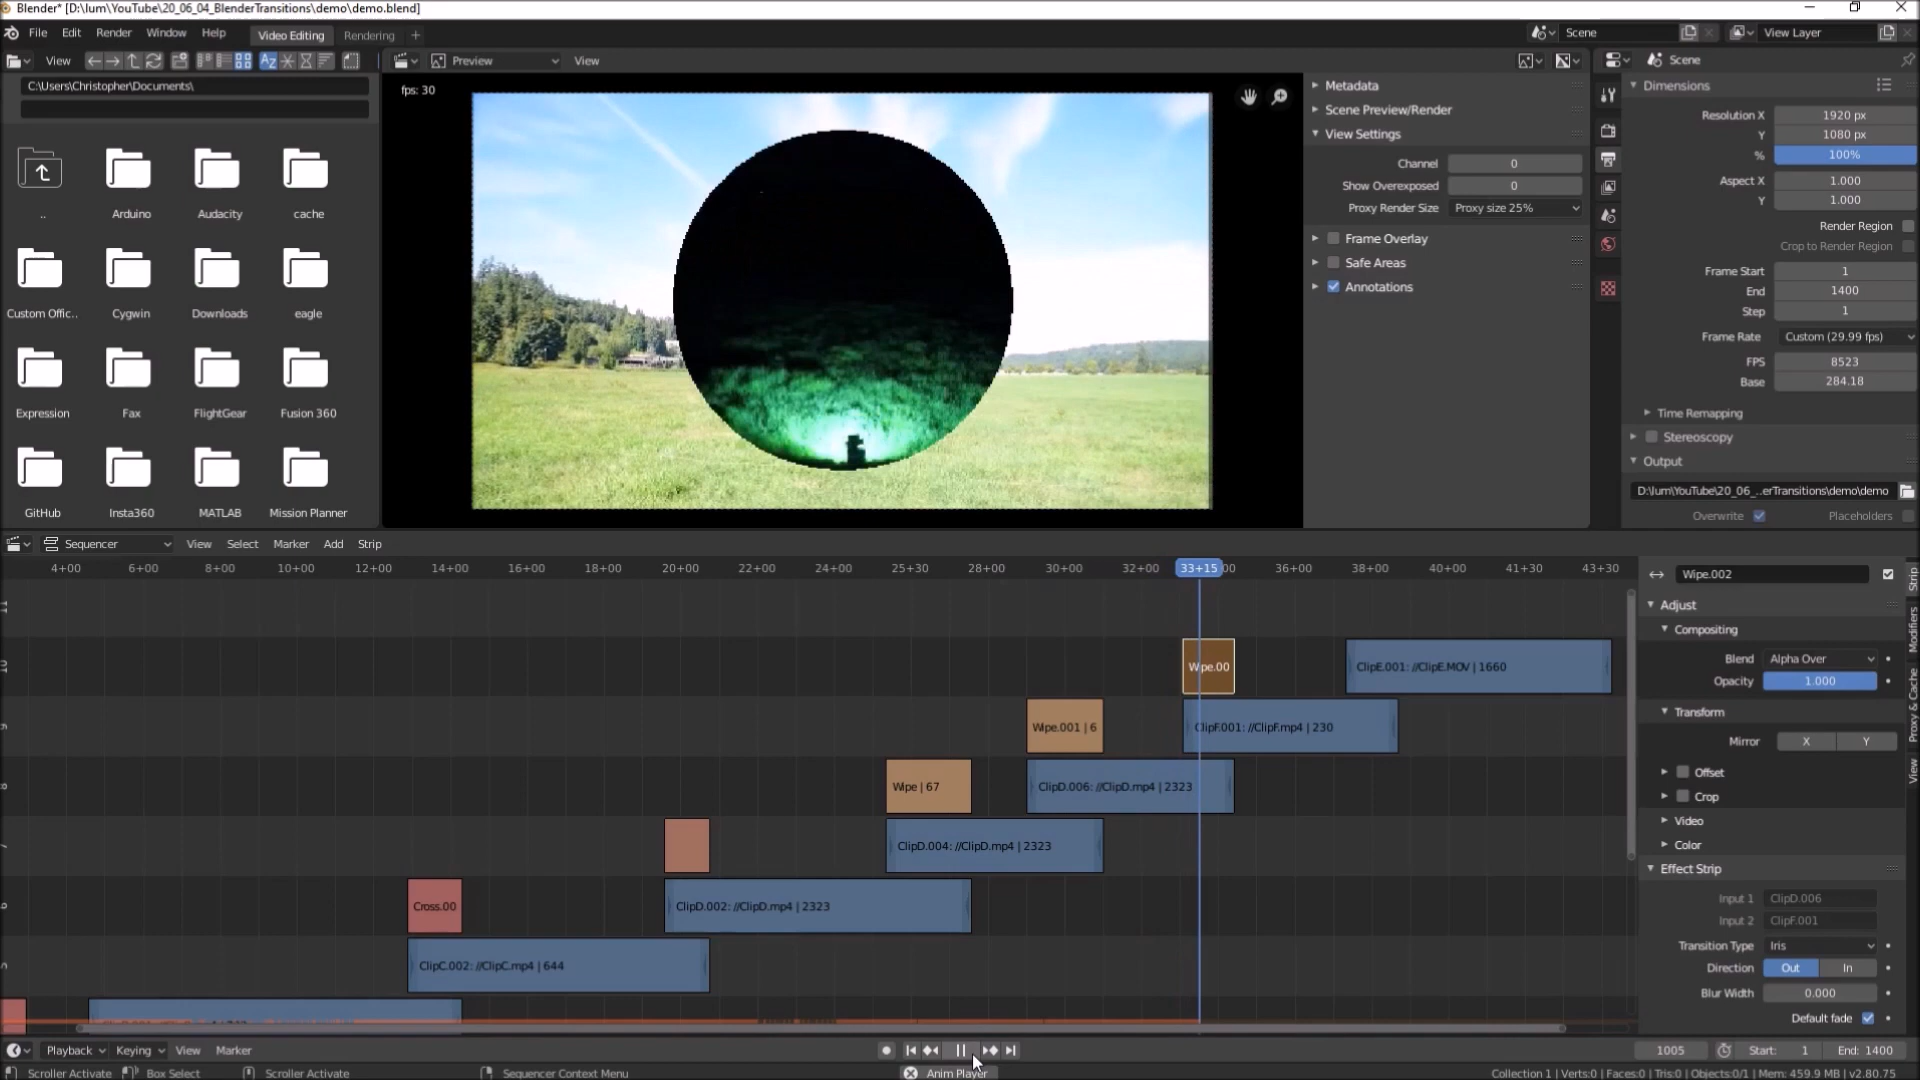 Blender* [D:\Ium\YouTube\20_06_04_BlenderTransitions\demo\demo.blend]
File Edit Render Window Help Video Editing Rendering + Scene View Layer
View Preview View Scene
C:\Users\Christopher\Documents\
..
Arduino
Audacity
cache
Custom Offic..
Cygwin
Downloads
eagle
Expression
Fax
FlightGear
Fusion 360
GitHub
Insta360
MATLAB
Mission Planner
fps: 30
Metadata
Scene Preview/Render
View Settings
Channel 0
Show Overexposed 0
Proxy Render Size Proxy size 25%
Frame Overlay
Safe Areas
Annotations
Dimensions
Resolution X 1920 px
Y 1080 px
% 100%
Aspect X 1.000
Y 1.000
Render Region
Crop to Render Region
Frame Start 1
End 1400
Step 1
Frame Rate Custom (29.99 fps)
FPS 8523
Base 284.18
Time Remapping
Stereoscopy
Output
D:\Ium\YouTube\20_06_..erTransitions\demo\demo
Overwrite Placeholders
Sequencer View Select Marker Add Strip
4+00 6+00 8+00 10+00 12+00 14+00 16+00 18+00 20+00 22+00 24+00 25+30 28+00 30+00 32+00 33+15 00 36+00 38+00 40+00 41+30 43+30
11
10
9
8
7
6
5
Wipe.00
ClipE.001: //ClipE.MOV | 1660
Wipe.001 | 6
ClipF.001: //ClipF.mp4 | 230
Wipe | 67
ClipD.006: //ClipD.mp4 | 2323
ClipD.004: //ClipD.mp4 | 2323
Cross.00
ClipD.002: //ClipD.mp4 | 2323
ClipC.002: //ClipC.mp4 | 644
Wipe.002
Adjust
Compositing
Blend Alpha Over
Opacity 1.000
Transform
Mirror X Y
Offset
Crop
Video
Color
Effect Strip
Input 1 ClipD.006
Input 2 ClipF.001
Transition Type Iris
Direction Out In
Blur Width 0.000
Default fade
Strip
Modifiers
Proxy & Cache
View
Playback Keying View Marker 1005 Start: 1 End: 1400
Scroller Activate Box Select Scroller Activate Sequencer Context Menu Anim Player Collection 1 | Verts:0 | Faces:0 | Tris:0 | Objects:0/1 | Mem: 459.9 MB | v2.80.75